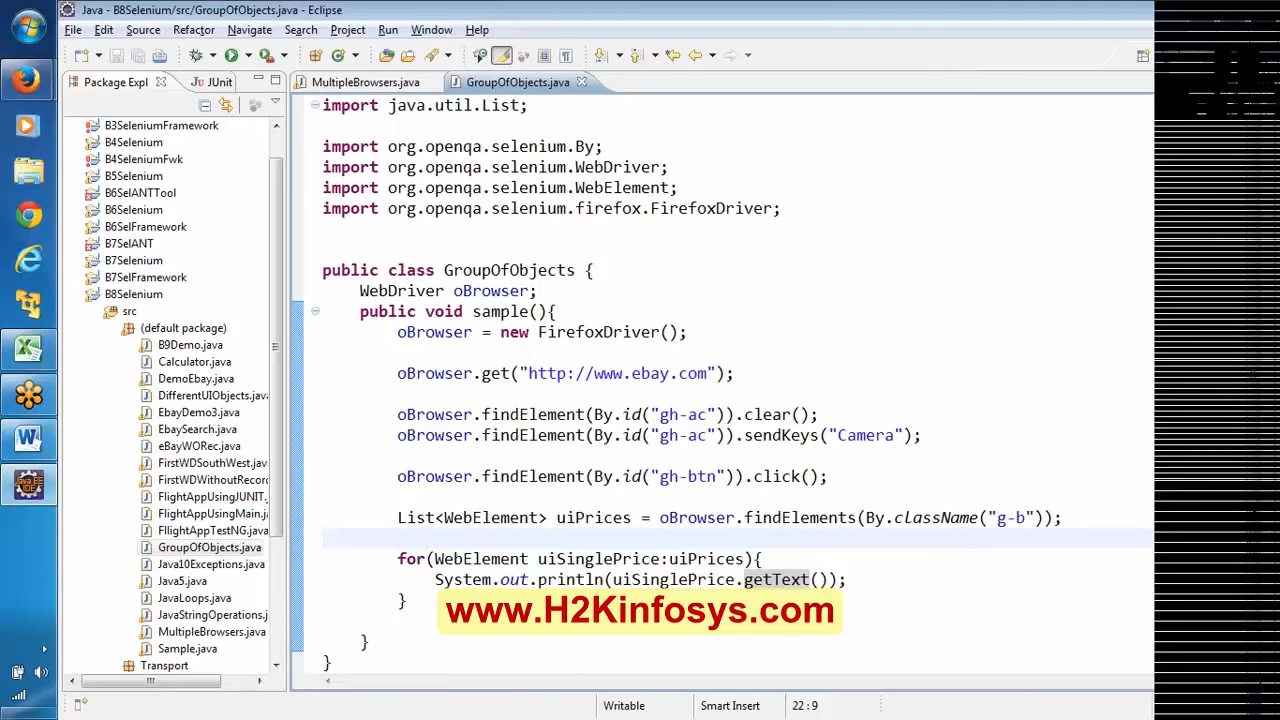 Java - B8Selenium/src/GroupOfObjects.java - Eclipse
File Edit Source Refactor Navigate Search Project Run Window Help
Package Expl JUnit
MultipleBrowsers.java
B3SeleniumFramework
B4Selenium
B4SeleniumFwk
B5Selenium
B6SelANTTool
B6Selenium
B6SelFramework
B7SelANT
B7Selenium
B7SelFramework
B8Selenium
src
(default package)
B9Demo.java
Calculator.java
DemoEbay.java
DifferentUIObjects.java
EbayDemo3.java
EbaySearch.java
eBayWORec.java
FirstWDSouthWest.java
FirstWDWithoutRecor
FlightAppUsingJUNIT.
FlightAppUsingMain.j
FflightAppTestNG.java
GroupOfObjects.java
Java10Exceptions.java
Java5.java
JavaLoops.java
JavaStringOperations.j
MultipleBrowsers.java
Sample.java
Transport
import java.util.List;
import org.openqa.selenium.By;
import org.openqa.selenium.WebDriver;
import org.openqa.selenium.WebElement;
import org.openqa.selenium.firefox.FirefoxDriver;
public class GroupOfObjects {
WebDriver oBrowser;
public void sample(){
oBrowser = new FirefoxDriver();
oBrowser.get("http://www.ebay.com");
oBrowser.findElement(By.id("gh-ac")).clear();
oBrowser.findElement(By.id("gh-ac")).sendKeys("Camera");
oBrowser.findElement(By.id("gh-btn")).click();
List<WebElement> uiPrices = oBrowser.findElements(By.className("g-b"));
for(WebElement uiSinglePrice:uiPrices){
System.out.println(uiSinglePrice.getText());
}
www.H2Kinfosys.com
}
}
Writable Smart Insert 22 : 9